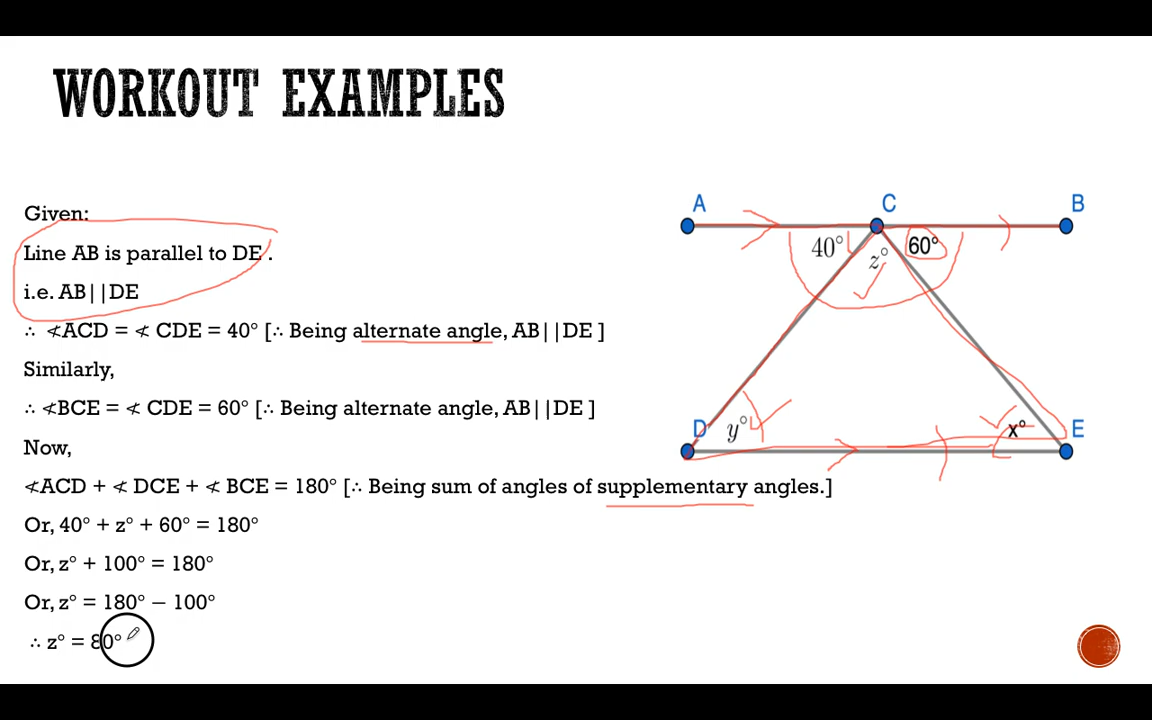 WORKOUT EXAMPLES
Given:
Line AB is parallel to DE .
i.e. AB||DE
∴ ∢ACD = ∢ CDE = 40° [∴ Being alternate angle, AB||DE ]
Similarly,
∴ ∢BCE = ∢ CDE = 60° [∴ Being alternate angle, AB||DE ]
Now,
∢ACD + ∢ DCE + ∢ BCE = 180° [∴ Being sum of angles of supplementary angles.]
Or, 40° + z° + 60° = 180°
Or, z° + 100° = 180°
Or, z° = 180° − 100°
∴ z° = 80°
A
C
B
40°
z°
60°
D
y°
x°
E